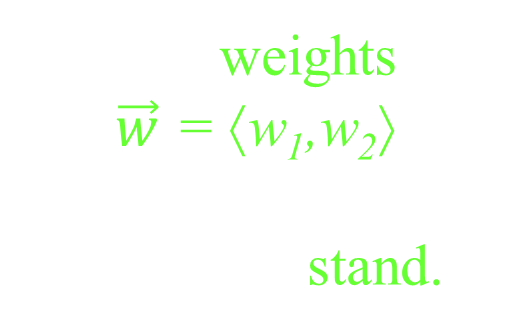 weights
w⃗ = ⟨w₁, w₂⟩
stand.